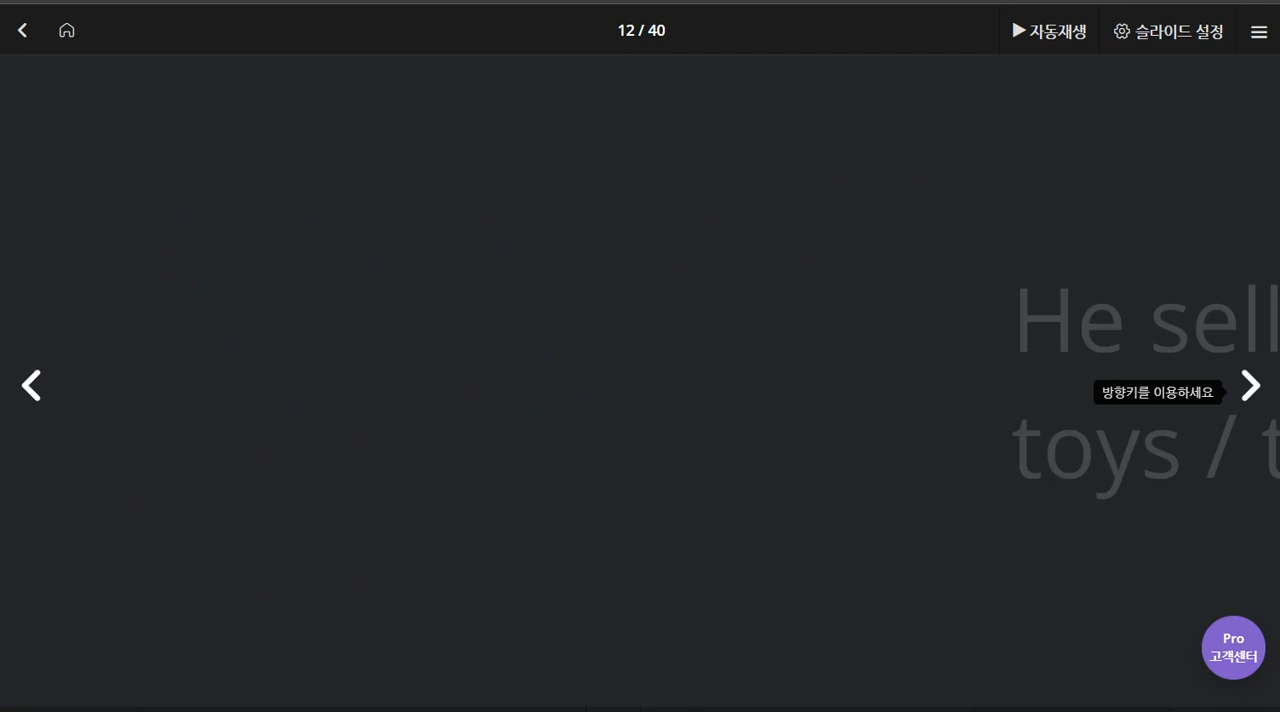 12 / 40
▶ 자동재생
슬라이드 설정
He sell
방향키를 이용하세요
toys /
Pro
고객센터